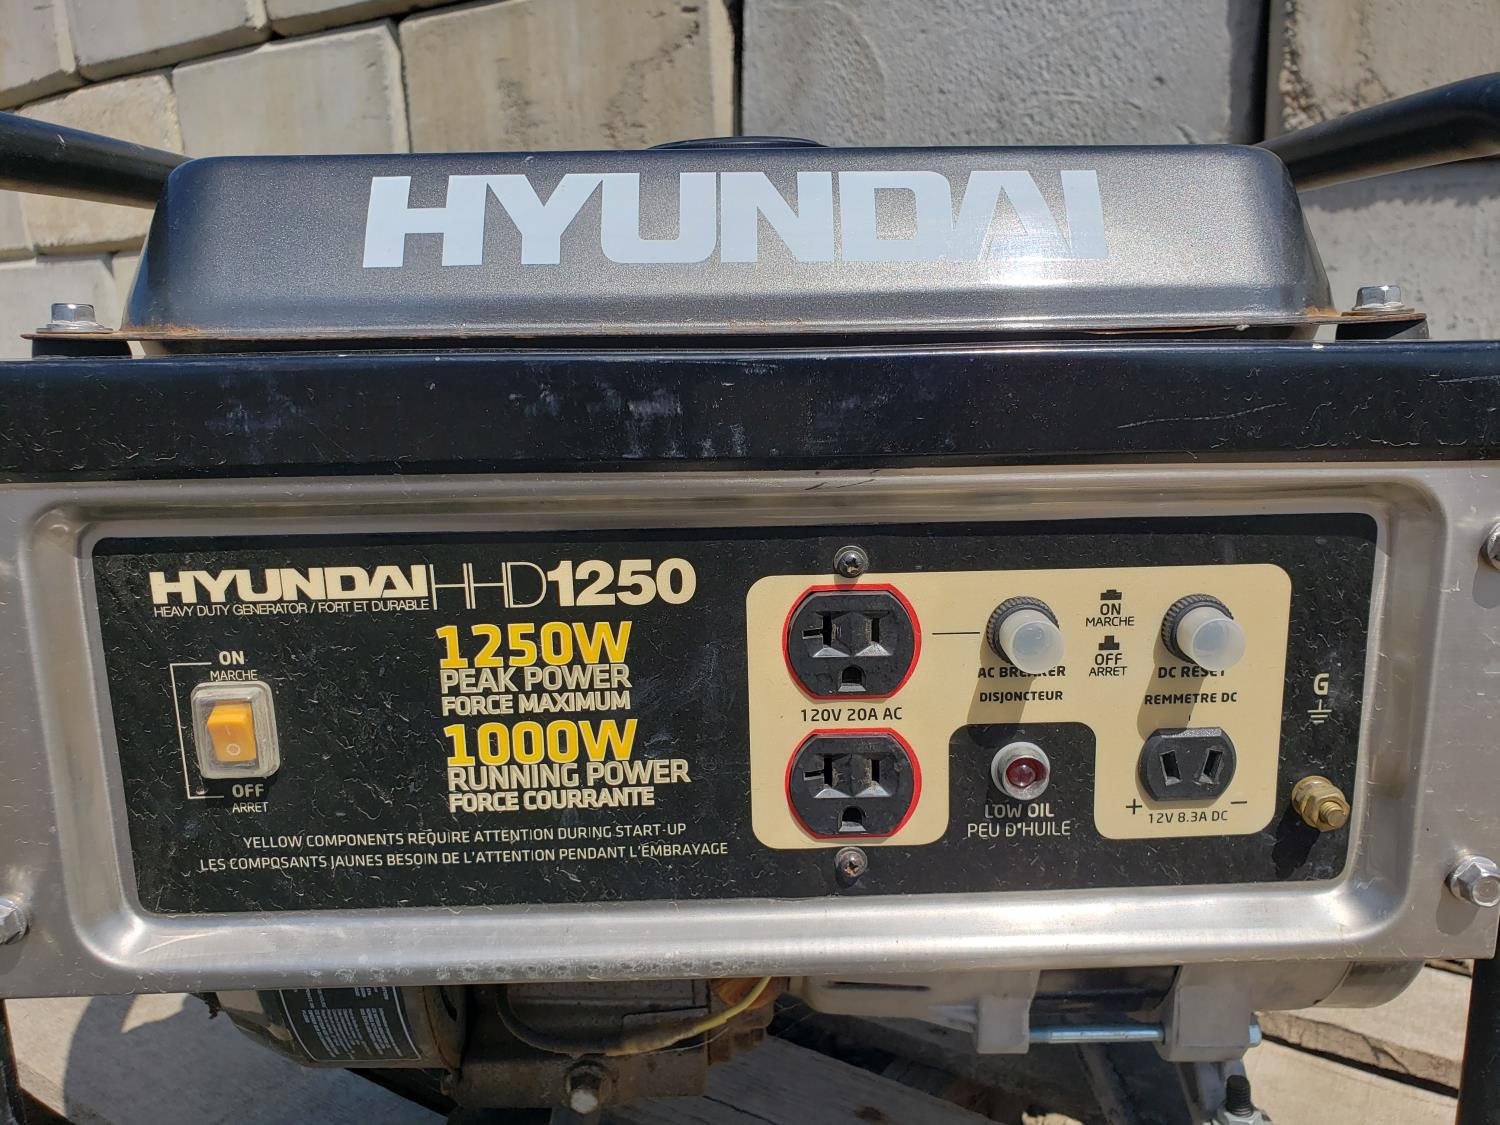 HYUNDAI
HYUNDAI HHD1250
HEAVY DUTY GENERATOR / FORT ET DURABLE
ON
MARCHE
OFF
ARRET
1250W
PEAK POWER
FORCE MAXIMUM
1000W
RUNNING POWER
FORCE COURRANTE
YELLOW COMPONENTS REQUIRE ATTENTION DURING START-UP
LES COMPOSANTS JAUNES BESOIN DE L'ATTENTION PENDANT L'EMBRAYAGE
120V 20A AC
AC BREAKER
DISJONCTEUR
ON
MARCHE
OFF
ARRET
DC RESET
REMMETRE DC
LOW OIL
PEU D'HUILE
+ -
12V 8.3A DC
G